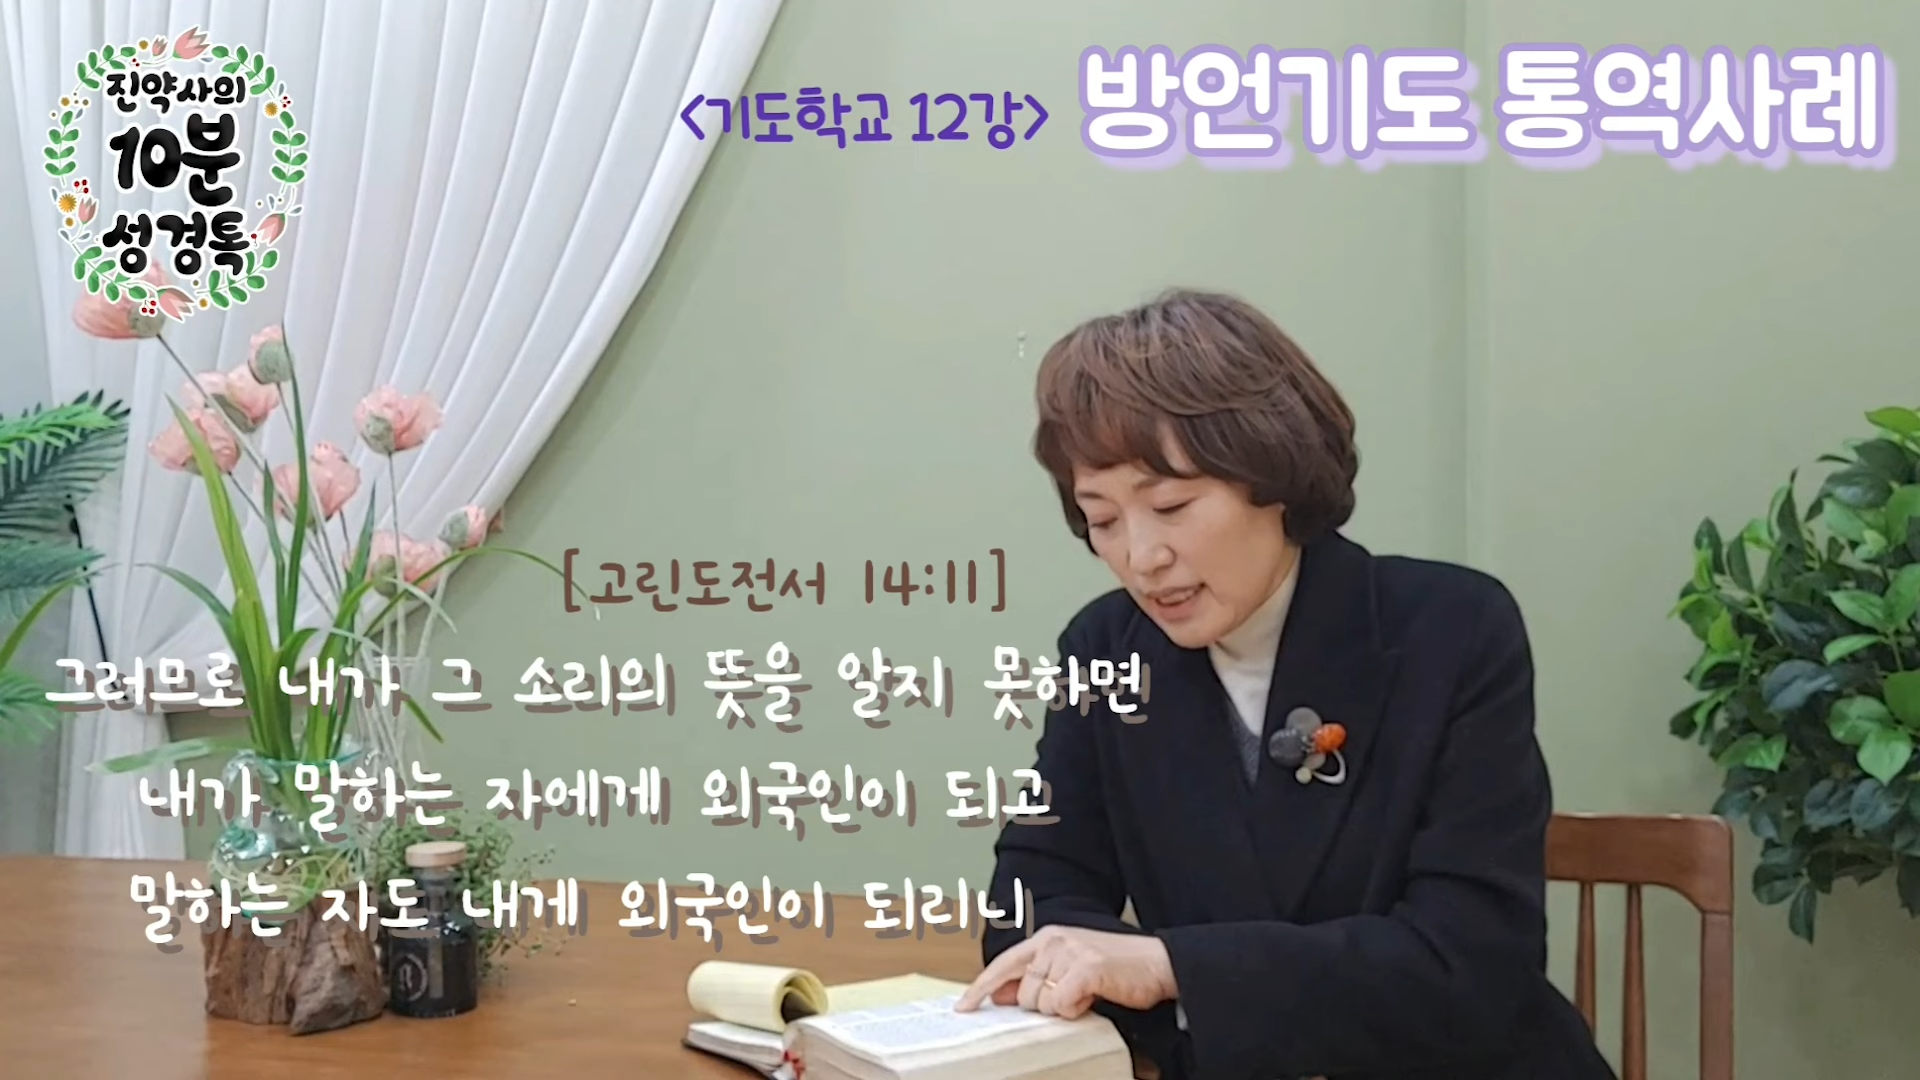 진약사의
10분
성경톡
<기도학교 12강> 방언기도 통역사례
[고린도전서 14:11]
그러므로 내가 그 소리의 뜻을 알지 못하면
내가 말하는 자에게 외국인이 되고
말하는 자도 내게 외국인이 되리니